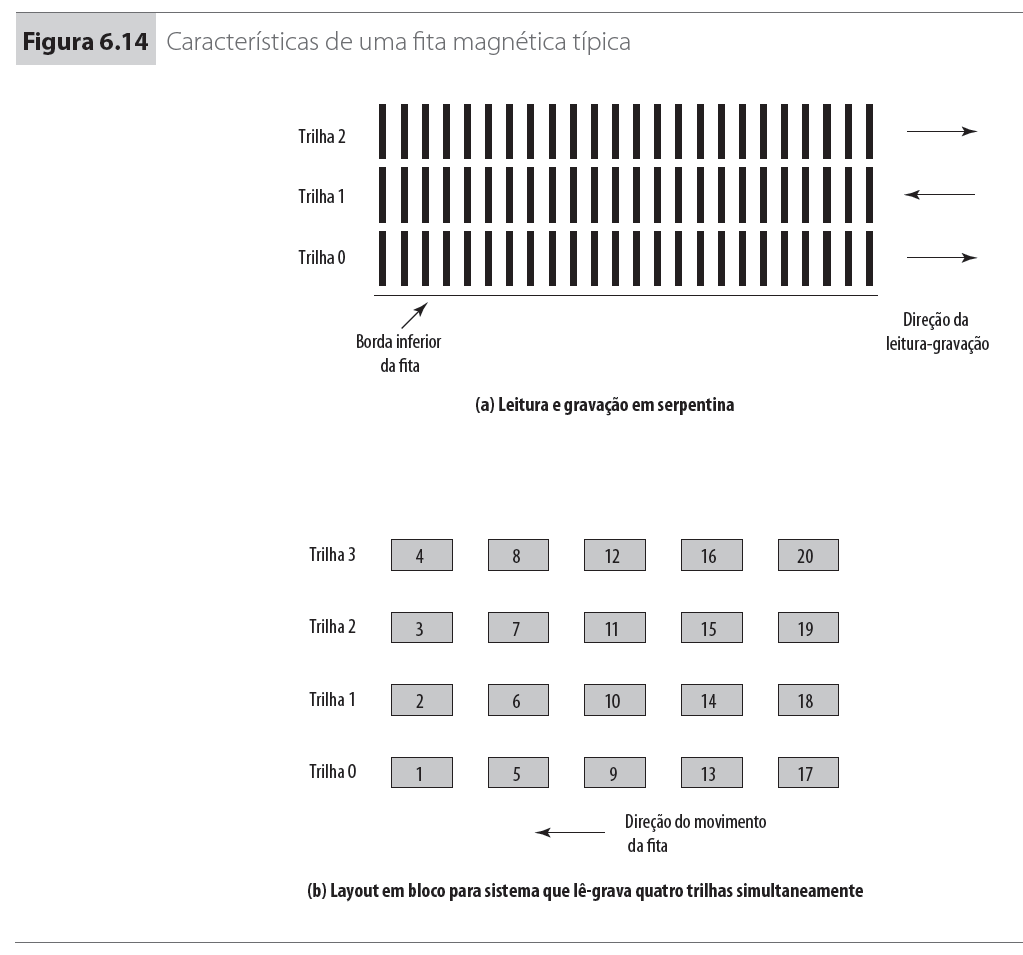 Figura 6.14 Características de uma fita magnética típica
Trilha 2
Trilha 1
Trilha 0
Borda inferior
da fita
Direção da
leitura-gravação
(a) Leitura e gravação em serpentina
Trilha 3 4 8 12 16 20
Trilha 2 3 7 11 15 19
Trilha 1 2 6 10 14 18
Trilha 0 1 5 9 13 17
Direção do movimento
da fita
(b) Layout em bloco para sistema que lê-grava quatro trilhas simultaneamente